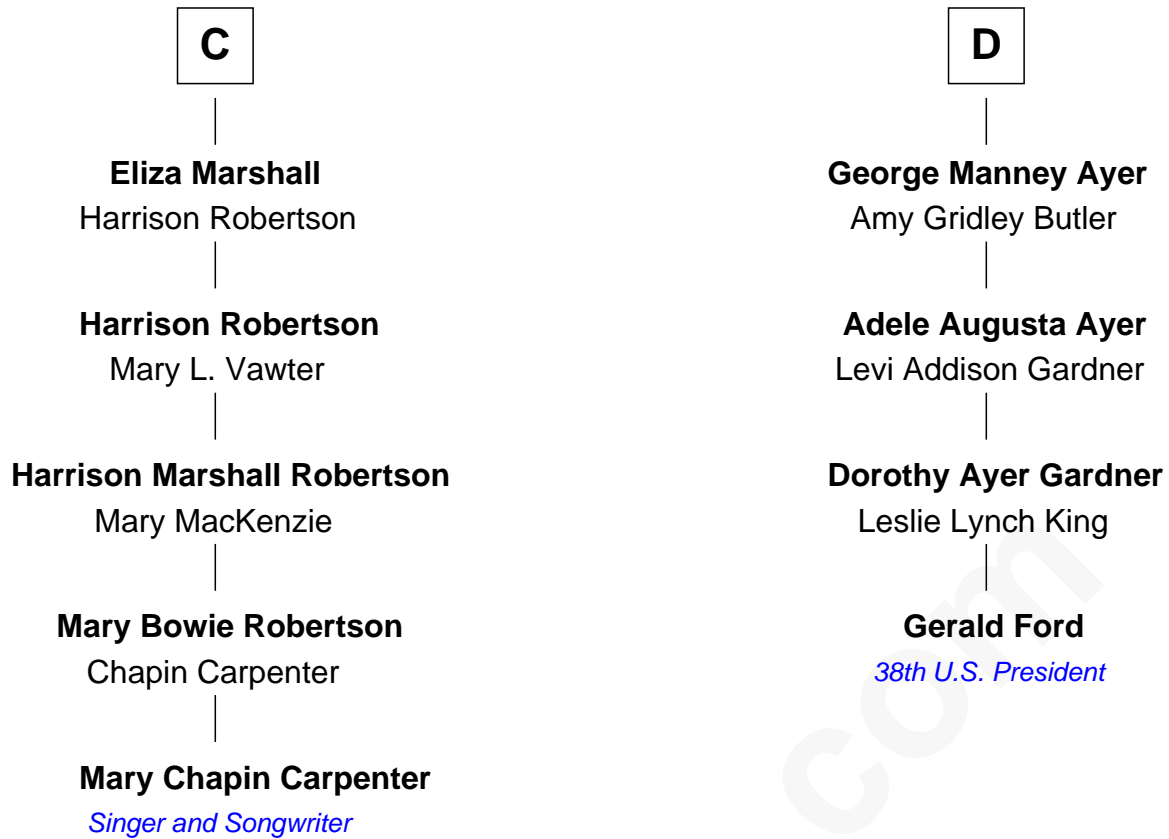 C
Eliza Marshall
Harrison Robertson
Harrison Robertson
Mary L. Vawter
Harrison Marshall Robertson
Mary MacKenzie
Mary Bowie Robertson
Chapin Carpenter
Mary Chapin Carpenter
Singer and Songwriter
D
George Manney Ayer
Amy Gridley Butler
Adele Augusta Ayer
Levi Addison Gardner
Dorothy Ayer Gardner
Leslie Lynch King
Gerald Ford
38th U.S. President
com